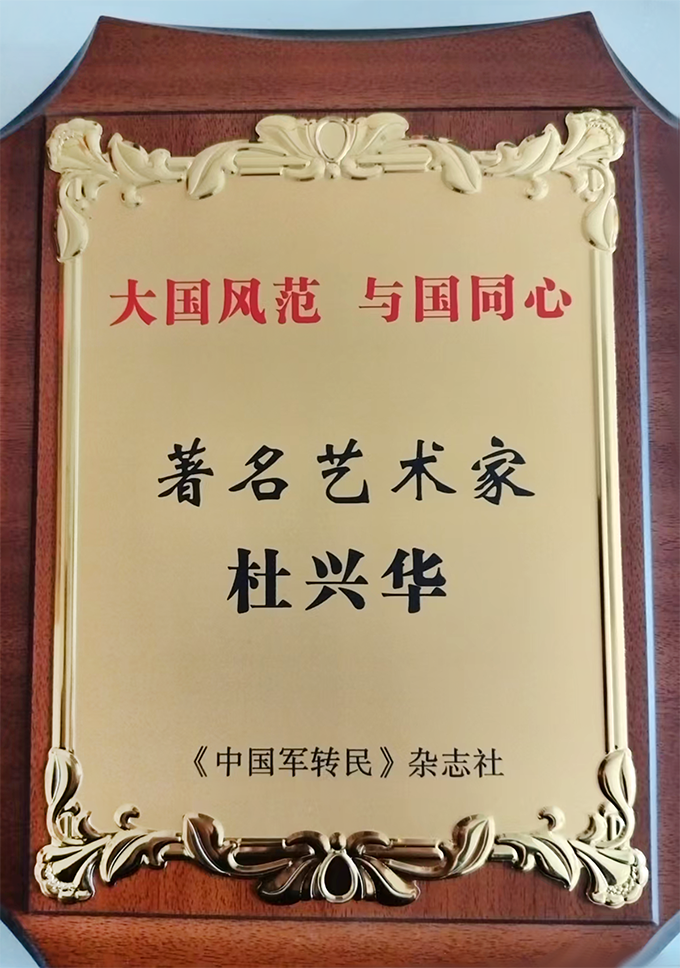 大国风范 与国同心
著名艺术家
杜兴华
《中国军转民》杂志社